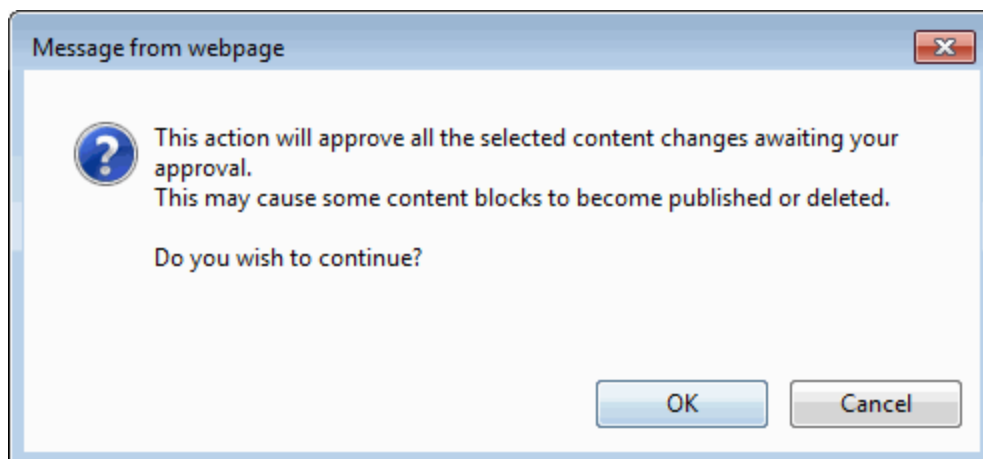 Message from webpage
This action will approve all the selected content changes awaiting your
approval.
This may cause some content blocks to become published or deleted.
Do you wish to continue?
OK
Cancel